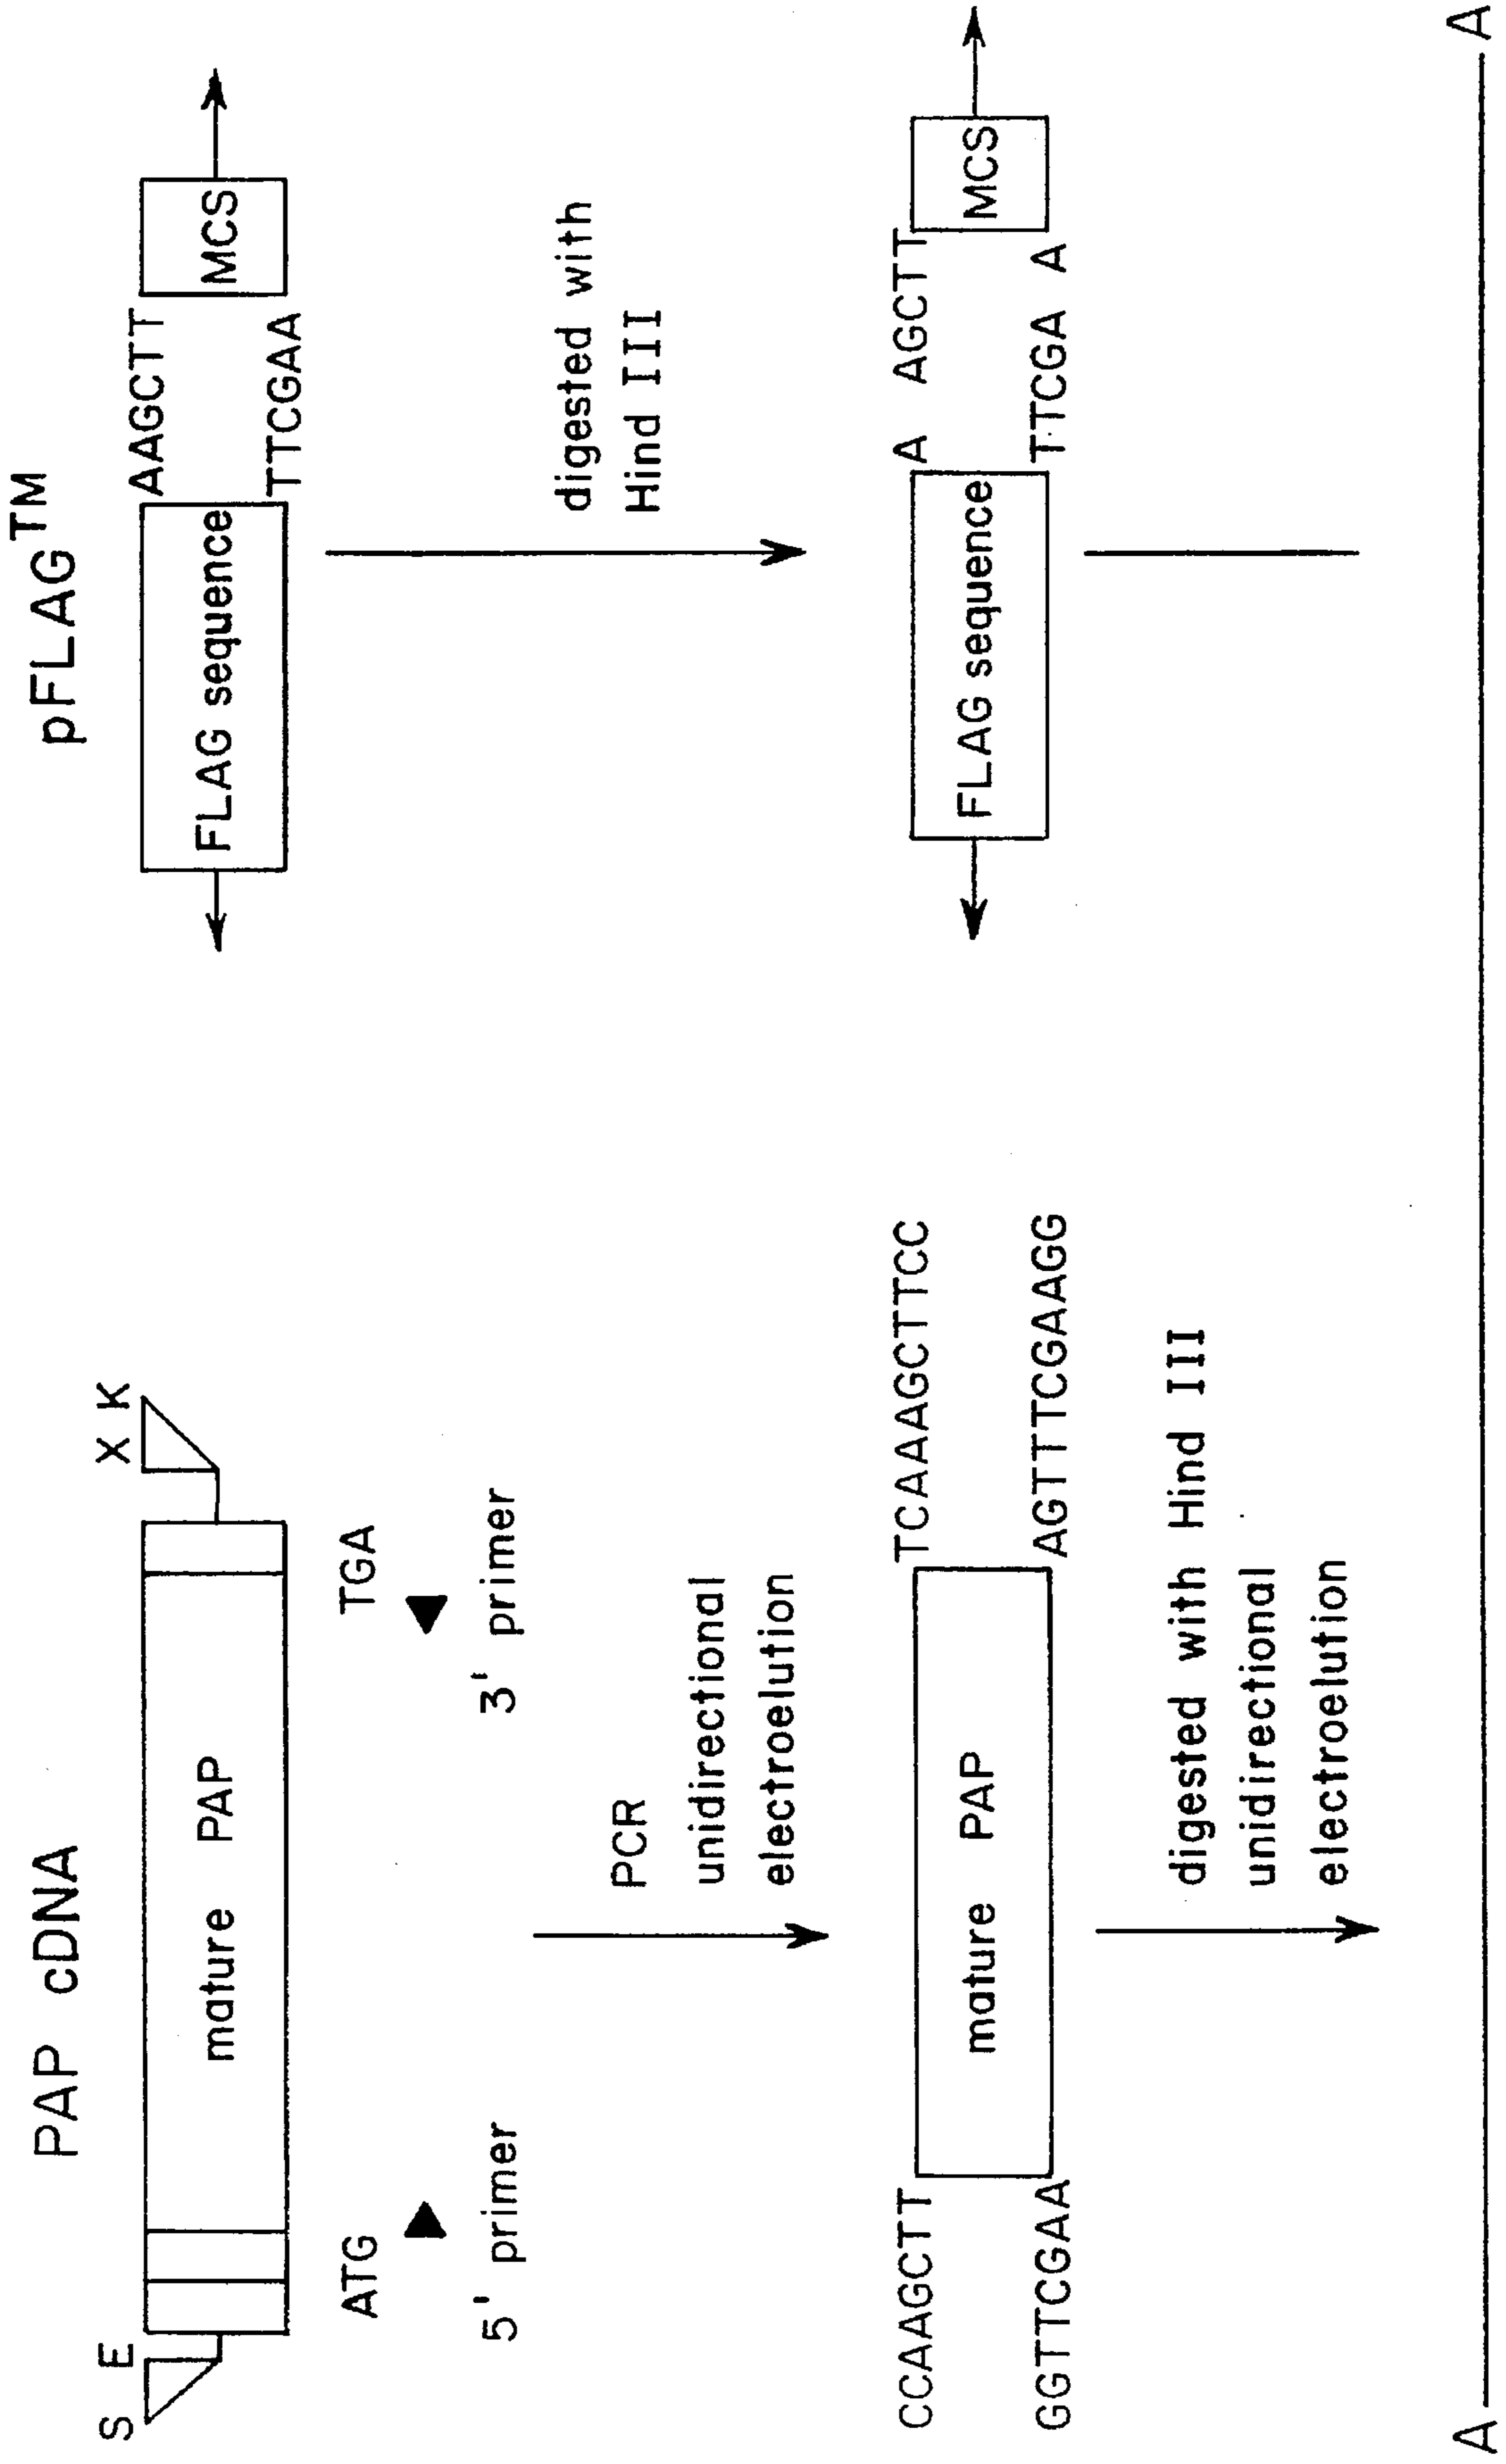 PAP cDNA
S E
X K
mature PAP
ATG
TGA
5' primer
3' primer
PCR
unidirectional
electroelution
CCAAGCTT
TCAAAGCTTCC
mature PAP
GGTTCGAA
AGTTTCGAAGG
digested with Hind III
unidirectional
electroelution
pFLAG™
AAGCTT
FLAG sequence
MCS
TTCGAA
digested with
Hind III
A AGCTT
FLAG sequence
MCS
TTCGA A
A
A